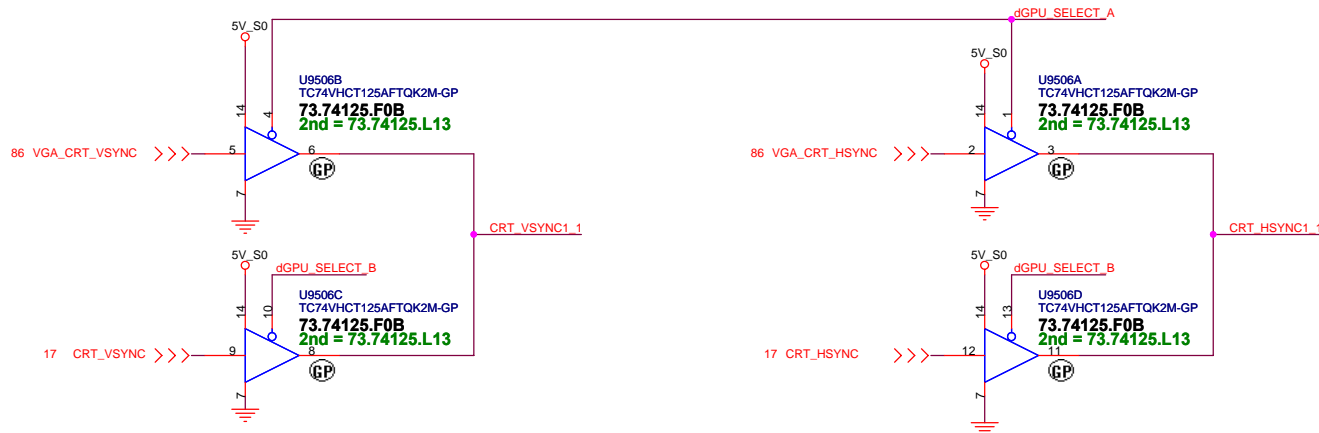 dGPU_SELECT_A
5V_S0
14
4
U9506B
TC74VHCT125AFTQK2M-GP
73.74125.F0B
2nd = 73.74125.L13
86 VGA_CRT_VSYNC
5
6
GP
7
5V_S0
14
1
U9506A
TC74VHCT125AFTQK2M-GP
73.74125.F0B
2nd = 73.74125.L13
86 VGA_CRT_HSYNC
2
3
GP
7
CRT_VSYNC1_1
CRT_HSYNC1_1
5V_S0
dGPU_SELECT_B
14
10
U9506C
TC74VHCT125AFTQK2M-GP
73.74125.F0B
2nd = 73.74125.L13
17 CRT_VSYNC
9
8
GP
7
5V_S0
dGPU_SELECT_B
14
13
U9506D
TC74VHCT125AFTQK2M-GP
73.74125.F0B
2nd = 73.74125.L13
17 CRT_HSYNC
12
11
GP
7